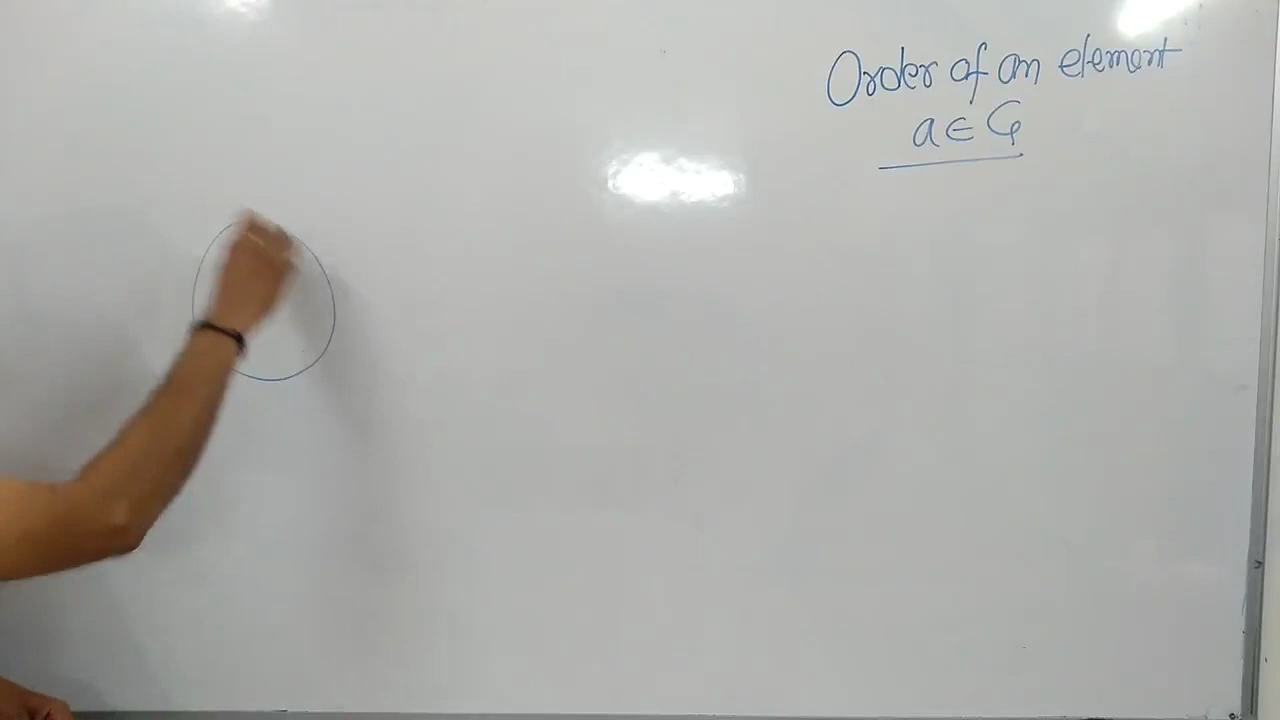 Order of an element
a ∈ G